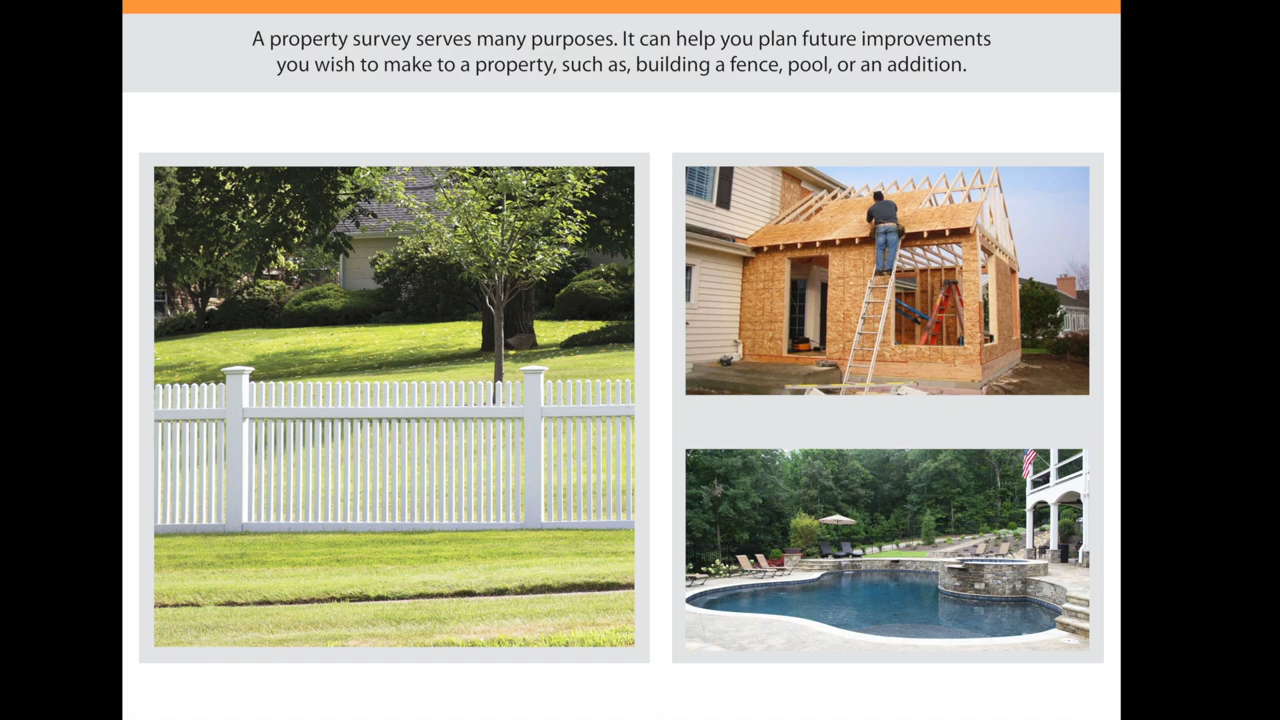 A property survey serves many purposes. It can help you plan future improvements
you wish to make to a property, such as, building a fence, pool, or an addition.